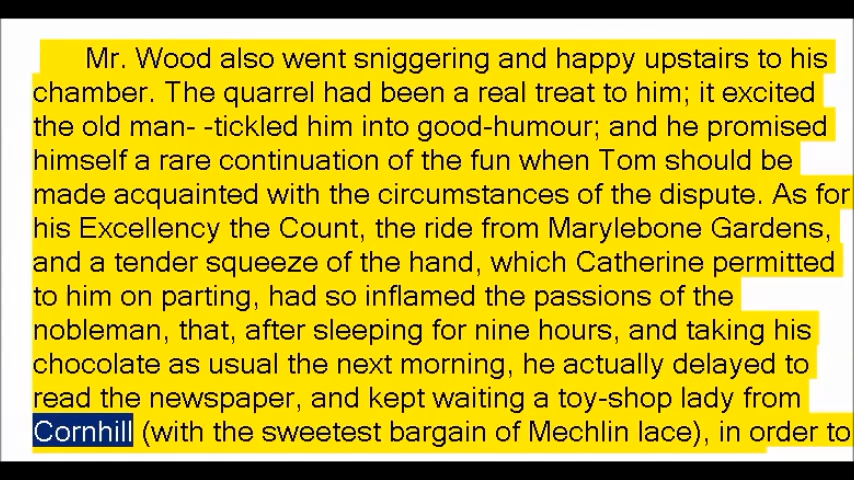 Mr. Wood also went sniggering and happy upstairs to his
chamber. The quarrel had been a real treat to him; it excited
the old man- -tickled him into good-humour; and he promised
himself a rare continuation of the fun when Tom should be
made acquainted with the circumstances of the dispute. As for
his Excellency the Count, the ride from Marylebone Gardens,
and a tender squeeze of the hand, which Catherine permitted
to him on parting, had so inflamed the passions of the
nobleman, that, after sleeping for nine hours, and taking his
chocolate as usual the next morning, he actually delayed to
read the newspaper, and kept waiting a toy-shop lady from
Cornhill (with the sweetest bargain of Mechlin lace), in order to